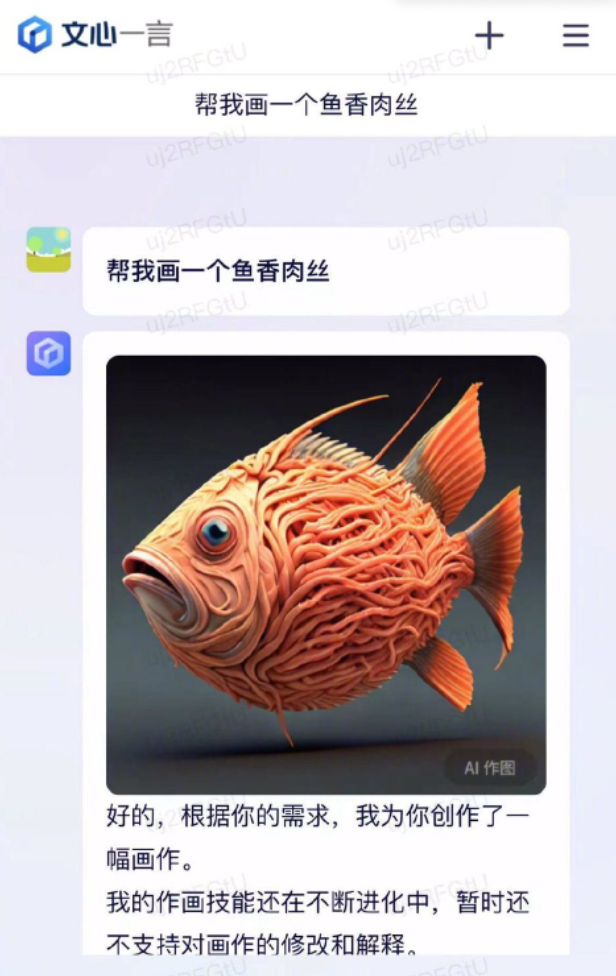 文心一言
帮我画一个鱼香肉丝
帮我画一个鱼香肉丝
AI 作图
好的，根据你的需求，我为你创作了一
幅画作。
我的作画技能还在不断进化中，暂时还
不支持对画作的修改和解释。
uj2RFGtU